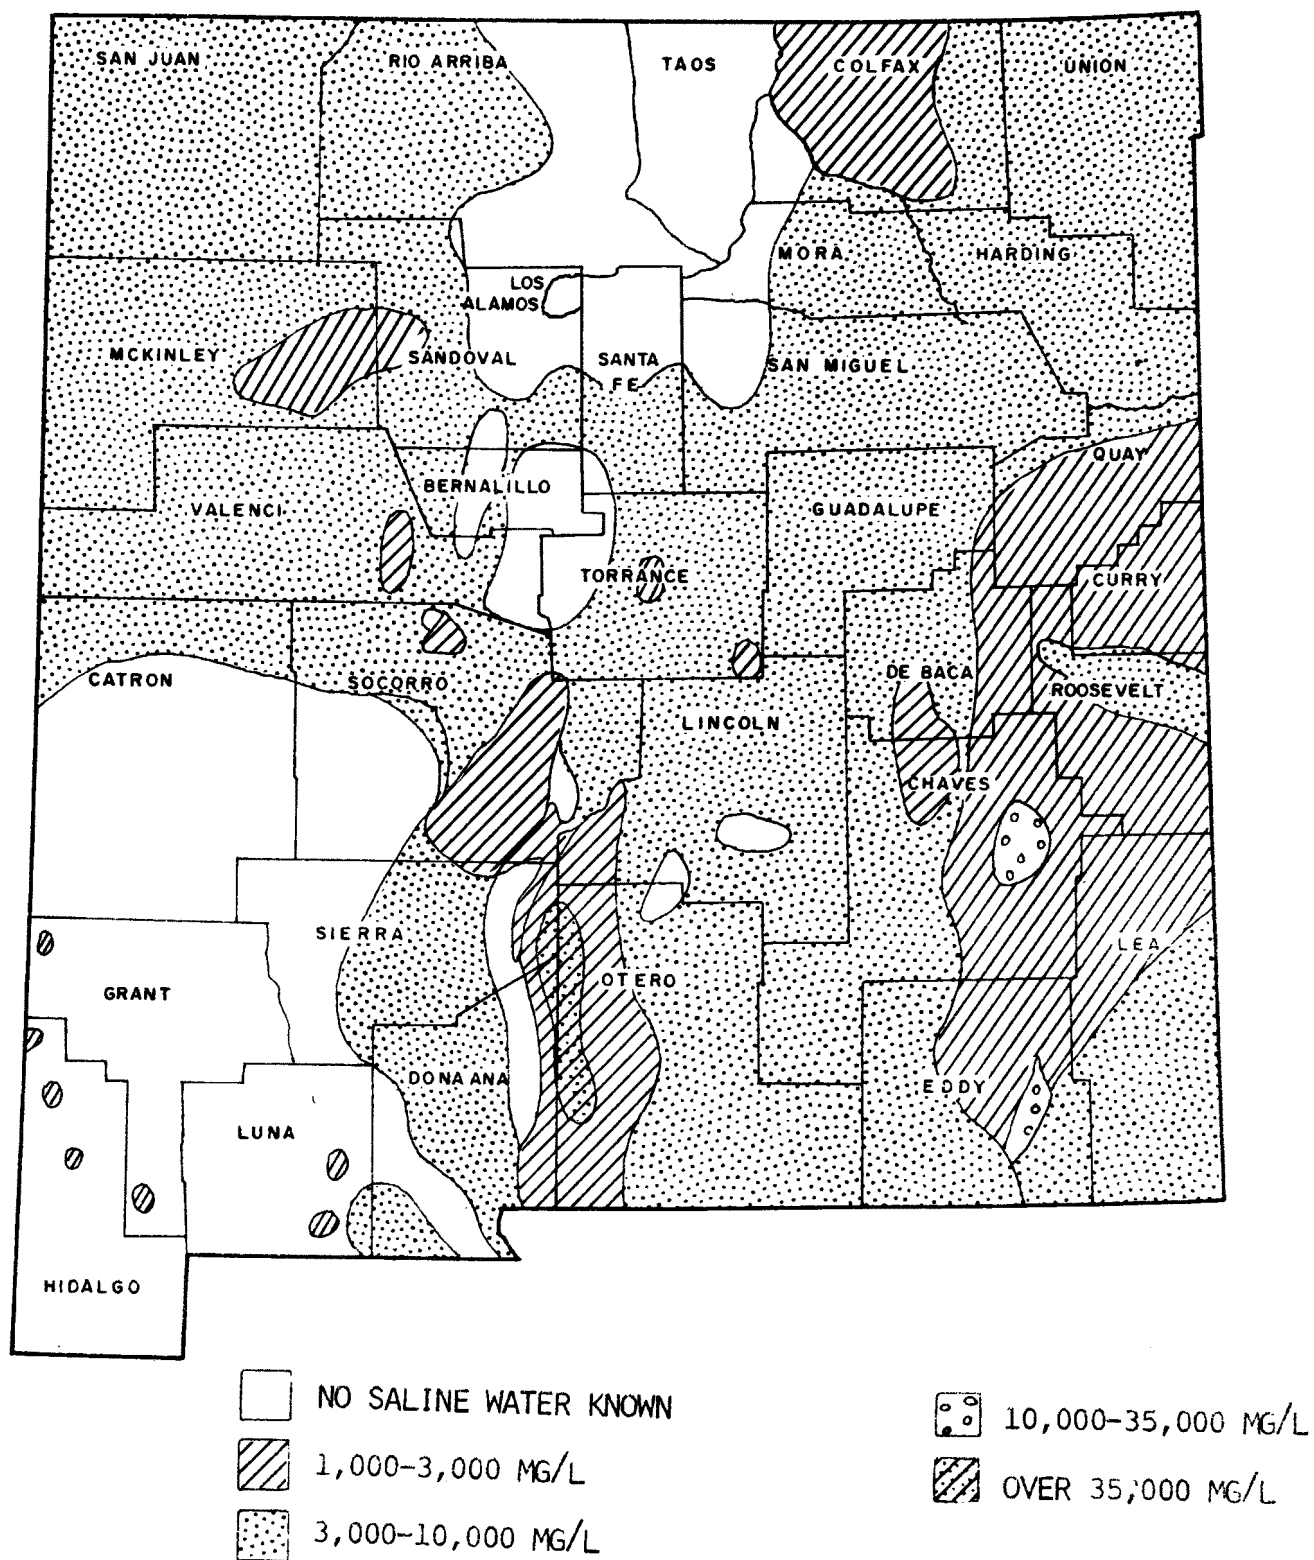 SAN JUAN
RIO ARRIBA
TAOS
COLFAX
UNION
MORA
HARDING
LOS
ALAMOS
MCKINLEY
SANDOVAL
SANTA
FE
SAN MIGUEL
QUAY
BERNALILLO
VALENCI
GUADALUPE
TORRANCE
CURRY
CATRON
SOCORRO
DE BACA
ROOSEVELT
LINCOLN
CHAVES
SIERRA
LEA
GRANT
OTERO
DONA ANA
EDDY
LUNA
HIDALGO
NO SALINE WATER KNOWN
1,000-3,000 MG/L
3,000-10,000 MG/L
10,000-35,000 MG/L
OVER 35,000 MG/L